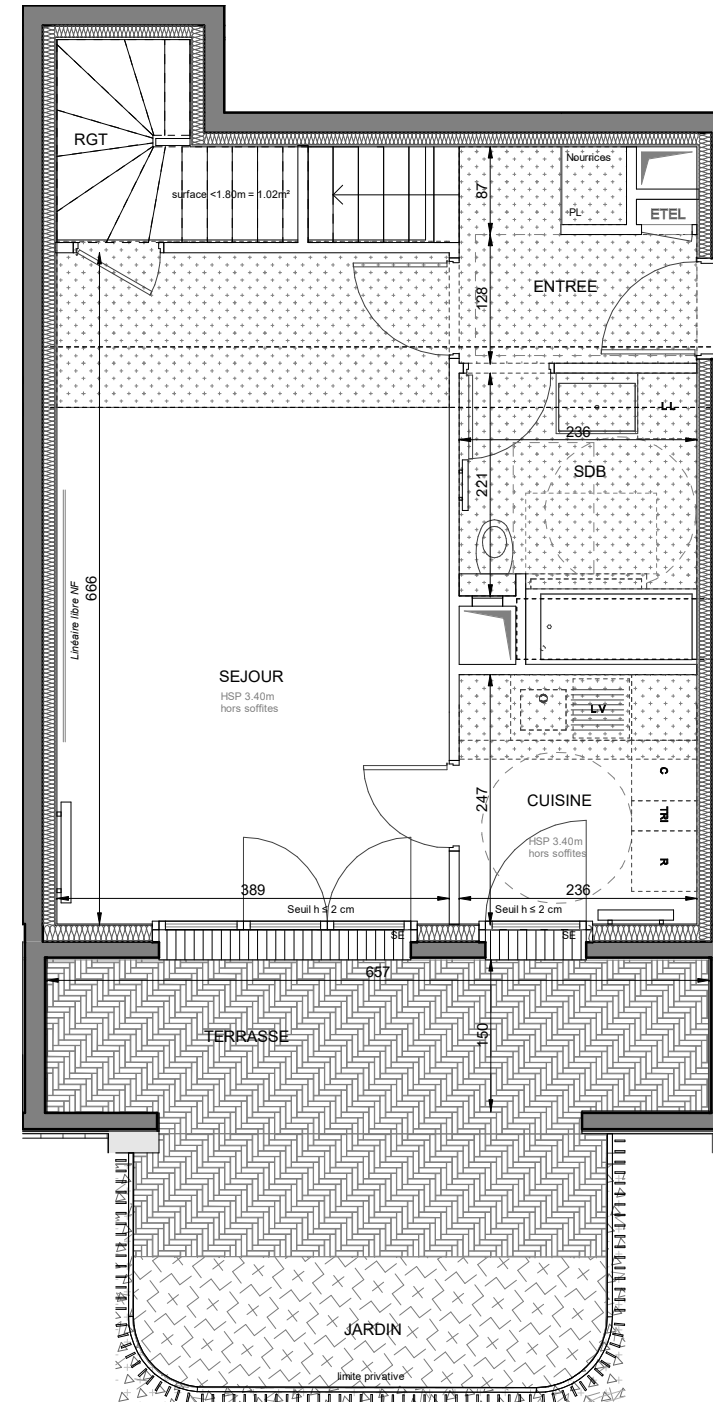 RGT
Nourrices
surface <1.80m = 1.02m²
87
PL
ETEL
ENTREE
128
LL
236
SDB
221
666
Linéaire libre NF
SEJOUR
HSP 3.40m
hors soffites
LV
C
TRI
R
247
CUISINE
HSP 3.40m
hors soffites
389
236
Seuil h ≤ 2 cm
Seuil h ≤ 2 cm
SE
SE
657
TERRASSE
150
JARDIN
limite privative